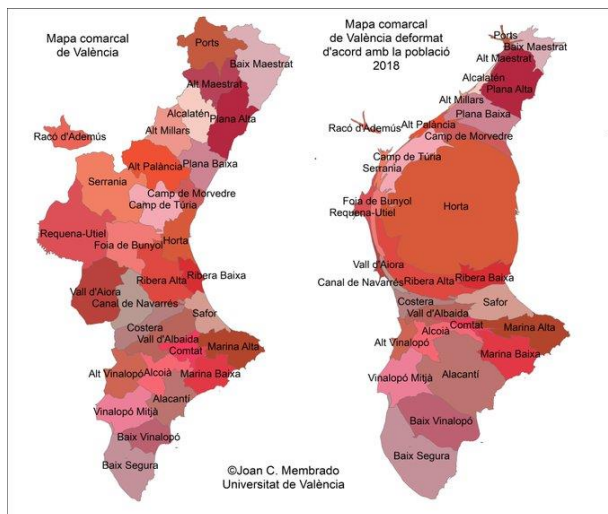 Mapa comarcal
de València
Ports
Baix Maestrat
Alt Maestrat
Alcalatén
Plana Alta
Alt Millars
Racó d'Ademús
Plana Baixa
Alt Palància
Serrania
Camp de Morvedre
Camp de Túria
Requena-Utiel
Horta
Foia de Bunyol
Ribera Baixa
Ribera Alta
Vall d'Aiora
Canal de Navarrés
Safor
Costera
Vall d'Albaida
Marina Alta
Comtat
Alt Vinalopó
Alcoià
Marina Baixa
Alacantí
Vinalopó Mitjà
Baix Vinalopó
Baix Segura
Mapa comarcal
de València deformat
d'acord amb la població
2018
Ports
Baix Maestrat
Alt Maestrat
Alcalatén
Plana Alta
Alt Millars
Plana Baixa
Racó d'Ademús
Alt Palància
Camp de Morvedre
Camp de Túria
Serrania
Foia de Bunyol
Requena-Utiel
Horta
Vall d'Aiora
Canal de Navarrés
Ribera Alta
Ribera Baixa
Costera
Safor
Vall d'Albaida
Comtat
Marina Alta
Alcoià
Alt Vinalopó
Marina Baixa
Vinalopó Mitjà
Alacantí
Baix Vinalopó
Baix Segura
©Joan C. Membrado
Universitat de València